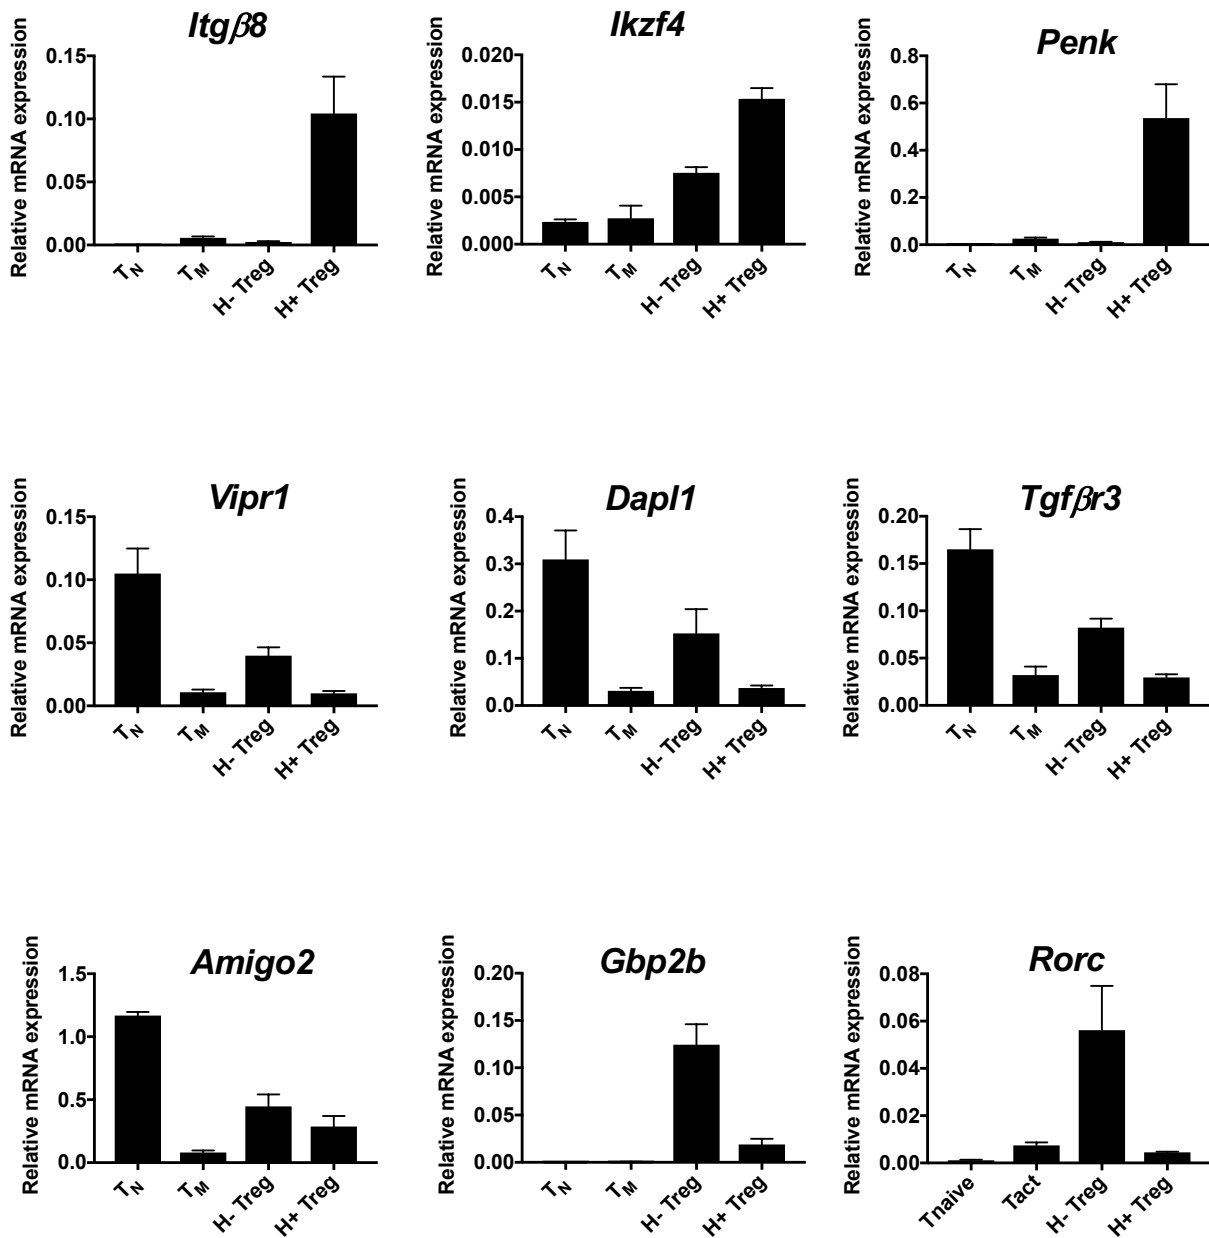 Itgβ8
Relative mRNA expression
0.15
0.10
0.05
0.00
TN
TM
H- Treg
H+ Treg
Ikzf4
Relative mRNA expression
0.020
0.015
0.010
0.005
0.000
TN
TM
H- Treg
H+ Treg
Penk
Relative mRNA expression
0.8
0.6
0.4
0.2
0.0
TN
TM
H- Treg
H+ Treg
Vipr1
Relative mRNA expression
0.15
0.10
0.05
0.00
TN
TM
H- Treg
H+ Treg
Dapl1
Relative mRNA expression
0.4
0.3
0.2
0.1
0.0
TN
TM
H- Treg
H+ Treg
Tgfβr3
Relative mRNA expression
0.20
0.15
0.10
0.05
0.00
TN
TM
H- Treg
H+ Treg
Amigo2
Relative mRNA expression
1.5
1.0
0.5
0.0
TN
TM
H- Treg
H+ Treg
Gbp2b
Relative mRNA expression
0.20
0.15
0.10
0.05
0.00
TN
TM
H- Treg
H+ Treg
Rorc
Relative mRNA expression
0.08
0.06
0.04
0.02
0.00
Tnaive
Tact
H- Treg
H+ Treg